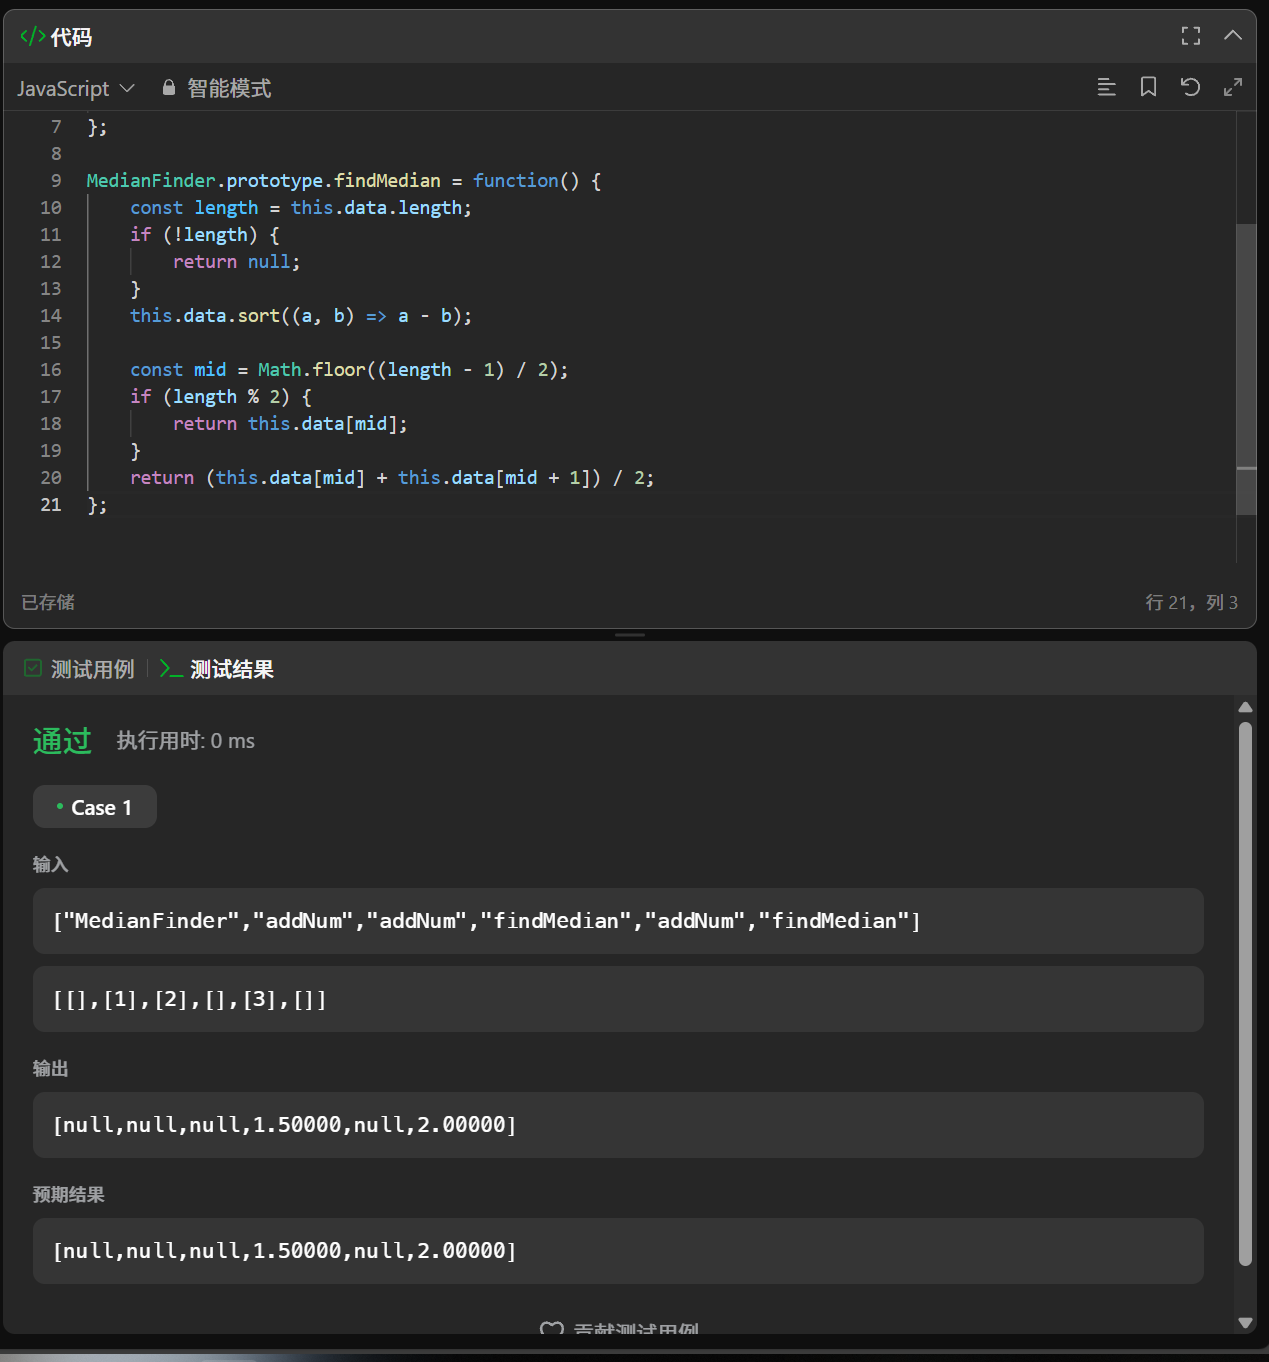 </> 代码
JavaScript 智能模式
7 };
8
9 MedianFinder.prototype.findMedian = function() {
10     const length = this.data.length;
11     if (!length) {
12         return null;
13     }
14     this.data.sort((a, b) => a - b);
15
16     const mid = Math.floor((length - 1) / 2);
17     if (length % 2) {
18         return this.data[mid];
19     }
20     return (this.data[mid] + this.data[mid + 1]) / 2;
21 };
已存储 行 21，列 3
测试用例 >_ 测试结果
通过 执行用时: 0 ms
• Case 1
输入
["MedianFinder","addNum","addNum","findMedian","addNum","findMedian"]
[[],[1],[2],[],[3],[]]
输出
[null,null,null,1.50000,null,2.00000]
预期结果
[null,null,null,1.50000,null,2.00000]
贡献测试用例